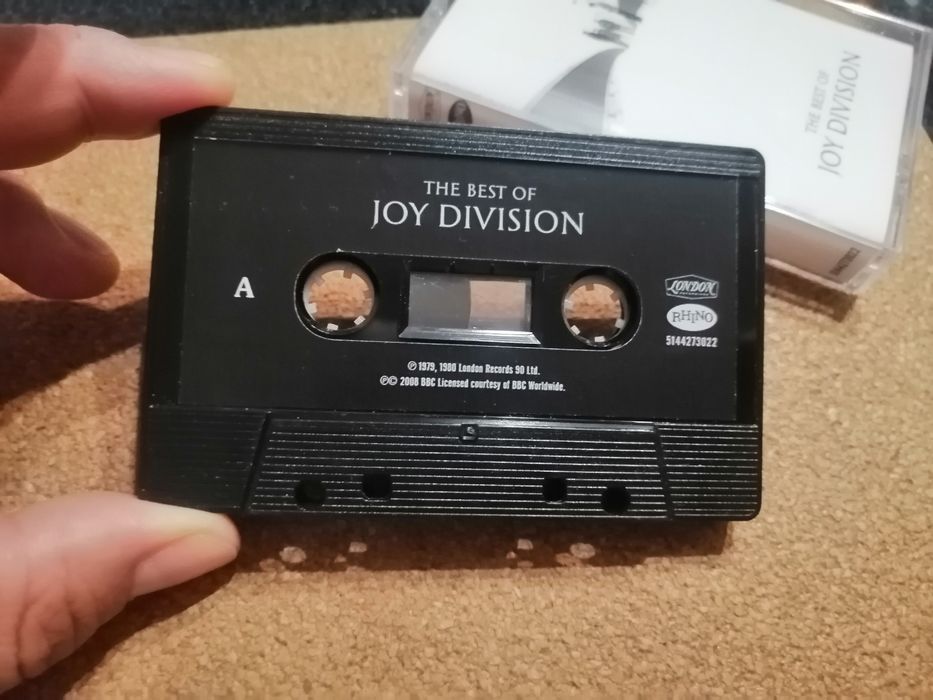 THE BEST OF
JOY DIVISION
THE BEST OF
JOY DIVISION
A
LONDON
RHINO
5144273022
℗ 1979, 1980 London Records 90 Ltd.
℗© 2008 BBC Licensed courtesy of BBC Worldwide.